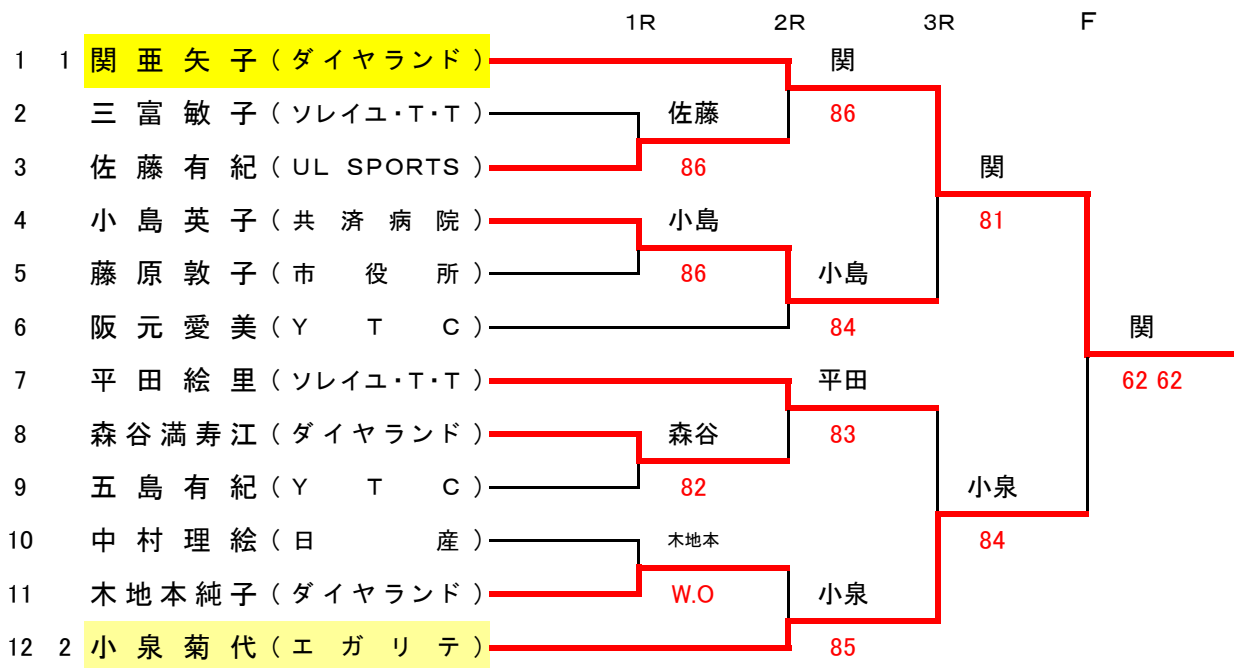 1R 2R 3R F
1 1 関亜矢子(ダイヤランド) 関
2 三富敏子(ソレイユ・T・T) 佐藤 86
3 佐藤有紀(UL SPORTS) 86 関
4 小島英子(共済病院) 小島 81
5 藤原敦子(市役所) 86 小島
6 阪元愛美(YTC) 84 関
7 平田絵里(ソレイユ・T・T) 平田 62 62
8 森谷満寿江(ダイヤランド) 森谷 83
9 五島有紀(YTC) 82 小泉
10 中村理絵(日産) 木地本 84
11 木地本純子(ダイヤランド) W.O 小泉
12 2 小泉菊代(エガリテ) 85